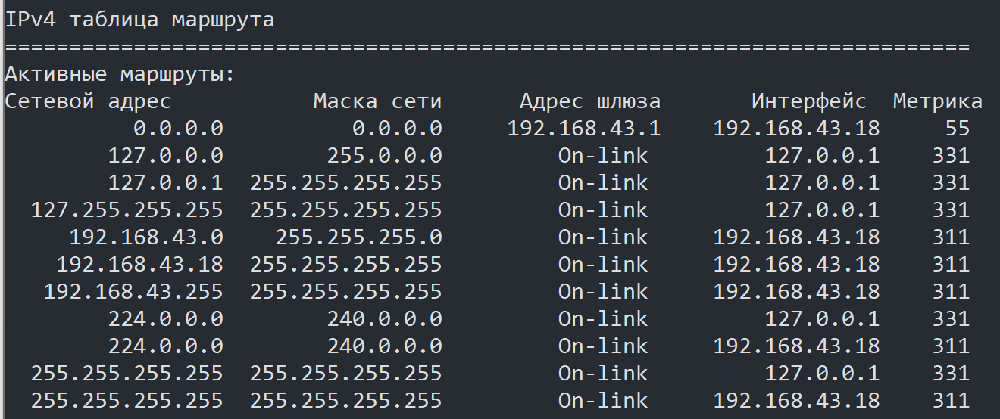 IPv4 таблица маршрута
===========================================================================
Активные маршруты:
Сетевой адрес           Маска сети      Адрес шлюза       Интерфейс  Метрика
          0.0.0.0          0.0.0.0     192.168.43.1    192.168.43.18     55
        127.0.0.0        255.0.0.0         On-link         127.0.0.1    331
        127.0.0.1  255.255.255.255         On-link         127.0.0.1    331
  127.255.255.255  255.255.255.255         On-link         127.0.0.1    331
     192.168.43.0    255.255.255.0         On-link     192.168.43.18    311
    192.168.43.18  255.255.255.255         On-link     192.168.43.18    311
   192.168.43.255  255.255.255.255         On-link     192.168.43.18    311
        224.0.0.0        240.0.0.0         On-link         127.0.0.1    331
        224.0.0.0        240.0.0.0         On-link     192.168.43.18    311
  255.255.255.255  255.255.255.255         On-link         127.0.0.1    331
  255.255.255.255  255.255.255.255         On-link     192.168.43.18    311